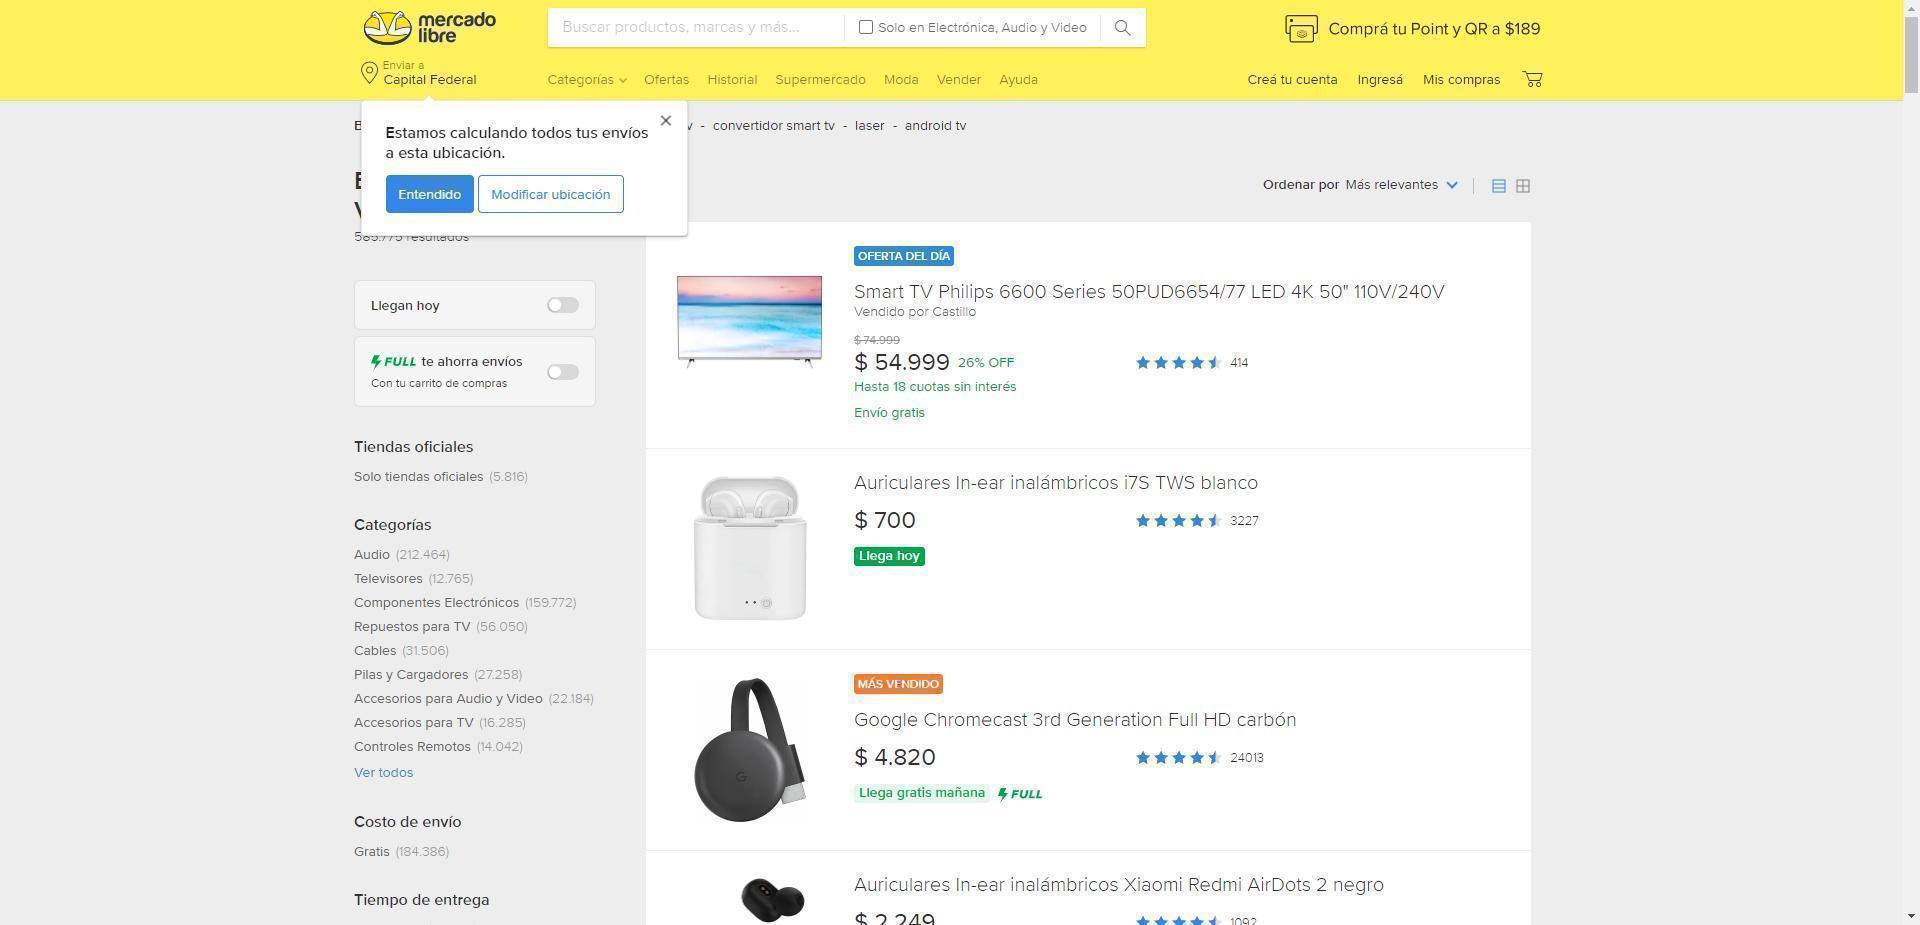 mercado
libre
Buscar productos, marcas y más...
Solo en Electrónica, Audio y Video
Comprá tu Point y QR a $189
Enviar a
Capital Federal
Categorías
Ofertas
Historial
Supermercado
Moda
Vender
Ayuda
Creá tu cuenta
Ingresá
Mis compras
Estamos calculando todos tus envíos
a esta ubicación.
Entendido
Modificar ubicación
- convertidor smart tv - laser - android tv
585.775 resultados
Ordenar por Más relevantes
Llegan hoy
FULL te ahorra envíos
Con tu carrito de compras
Tiendas oficiales
Solo tiendas oficiales (5.816)
Categorías
Audio (212.464)
Televisores (12.765)
Componentes Electrónicos (159.772)
Repuestos para TV (56.050)
Cables (31.506)
Pilas y Cargadores (27.258)
Accesorios para Audio y Video (22.184)
Accesorios para TV (16.285)
Controles Remotos (14.042)
Ver todos
Costo de envío
Gratis (184.386)
Tiempo de entrega
OFERTA DEL DÍA
Smart TV Philips 6600 Series 50PUD6654/77 LED 4K 50" 110V/240V
Vendido por Castillo
$ 74.999
$ 54.999 26% OFF
414
Hasta 18 cuotas sin interés
Envío gratis
Auriculares In-ear inalámbricos i7S TWS blanco
$ 700
3227
Llega hoy
MÁS VENDIDO
Google Chromecast 3rd Generation Full HD carbón
$ 4.820
24013
Llega gratis mañana FULL
Auriculares In-ear inalámbricos Xiaomi Redmi AirDots 2 negro
$ 2.249
1092